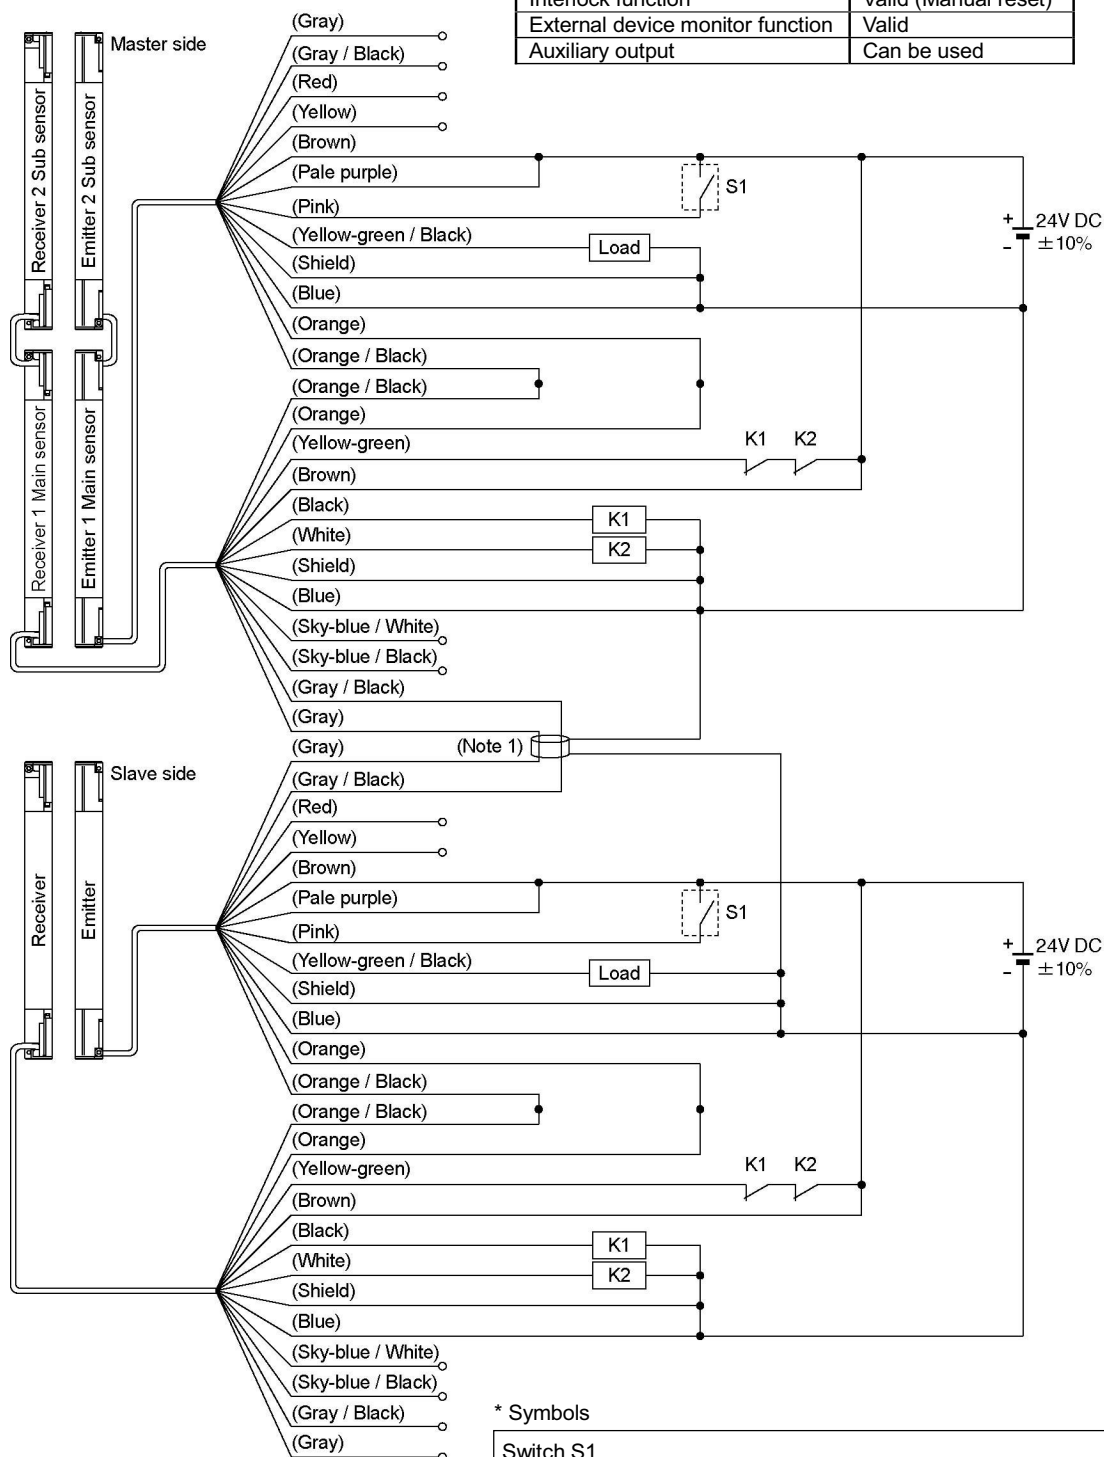 Interlock function Valid (Manual reset)
External device monitor function Valid
Auxiliary output Can be used
Master side
Receiver 2 Sub sensor
Emitter 2 Sub sensor
Receiver 1 Main sensor
Emitter 1 Main sensor
(Gray)
(Gray / Black)
(Red)
(Yellow)
(Brown)
(Pale purple)
(Pink)
S1
(Yellow-green / Black)
Load
(Shield)
(Blue)
+ 24V DC
- ±10%
(Orange)
(Orange / Black)
(Orange / Black)
(Orange)
(Yellow-green)
K1 K2
(Brown)
(Black)
K1
(White)
K2
(Shield)
(Blue)
(Sky-blue / White)
(Sky-blue / Black)
(Gray / Black)
(Gray)
(Note 1)
Slave side
Receiver
Emitter
(Gray)
(Gray / Black)
(Red)
(Yellow)
(Brown)
(Pale purple)
(Pink)
S1
(Yellow-green / Black)
Load
(Shield)
(Blue)
+ 24V DC
- ±10%
(Orange)
(Orange / Black)
(Orange / Black)
(Orange)
(Yellow-green)
K1 K2
(Brown)
(Black)
K1
(White)
K2
(Shield)
(Blue)
(Sky-blue / White)
(Sky-blue / Black)
(Gray / Black)
(Gray)
* Symbols
Switch S1